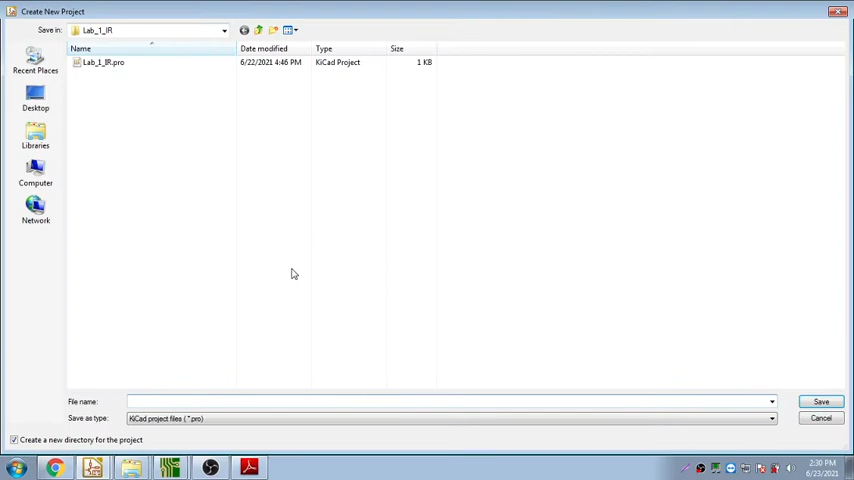 Create New Project
Save in: Lab_1_IR
Name Date modified Type Size
Lab_1_IR.pro 6/22/2021 4:46 PM KiCad Project 1 KB
Recent Places
Desktop
Libraries
Computer
Network
File name:
Save
Save as type: KiCad project files (*.pro)
Cancel
Create a new directory for the project
2:30 PM
6/23/2021